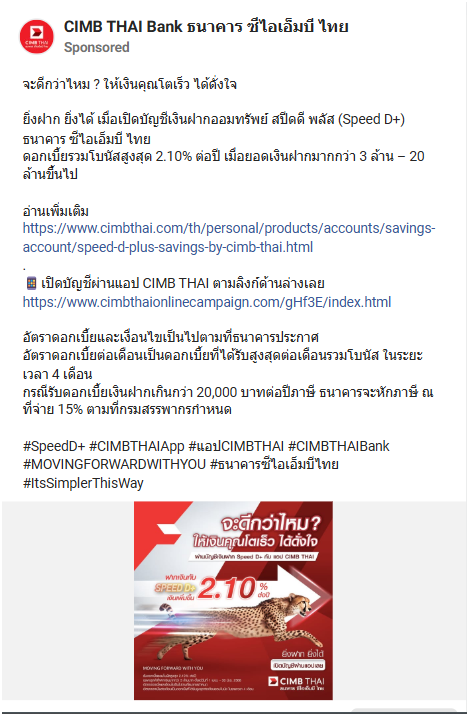 CIMB THAI Bank ธนาคาร ซีไอเอ็มบี ไทย
Sponsored
จะดีกว่าไหม ? ให้เงินคุณโตเร็ว ได้ดั่งใจ
ยิ่งฝาก ยิ่งได้ เมื่อเปิดบัญชีเงินฝากออมทรัพย์ สปีดดี พลัส (Speed D+)
ธนาคาร ซีไอเอ็มบี ไทย
ดอกเบี้ยรวมโบนัสสูงสุด 2.10% ต่อปี เมื่อยอดเงินฝากมากกว่า 3 ล้าน – 20
ล้านขึ้นไป
อ่านเพิ่มเติม
https://www.cimbthai.com/th/personal/products/accounts/savings-
account/speed-d-plus-savings-by-cimb-thai.html
.
เปิดบัญชีผ่านแอป CIMB THAI ตามลิงก์ด้านล่างเลย
https://www.cimbthaionlinecampaign.com/gHf3E/index.html
อัตราดอกเบี้ยและเงื่อนไขเป็นไปตามที่ธนาคารประกาศ
อัตราดอกเบี้ยต่อเดือนเป็นดอกเบี้ยที่ได้รับสูงสุดต่อเดือนรวมโบนัส ในระยะ
เวลา 4 เดือน
กรณีรับดอกเบี้ยเงินฝากเกินกว่า 20,000 บาทต่อปีภาษี ธนาคารจะหักภาษี ณ
ที่จ่าย 15% ตามที่กรมสรรพากรกำหนด
#SpeedD+ #CIMBTHAIApp #แอปCIMBTHAI #CIMBTHAIBank
#MOVINGFORWARDWITHYOU #ธนาคารซีไอเอ็มบีไทย
#ItsSimplerThisWay
จะดีกว่าไหม?
ให้เงินคุณโตเร็ว ได้ดั่งใจ
ผ่านบัญชีเงินฝาก Speed D+ กับ แอป CIMB THAI
ฝากเงินกับ
SPEED D+
เงินเพิ่มขึ้น
2.10 %
ต่อปี
ยิ่งฝาก ยิ่งได้
เปิดบัญชีผ่านแอปเลย
MOVING FORWARD WITH YOU
CIMB THAI
ธนาคาร ซีไอเอ็มบี ไทย